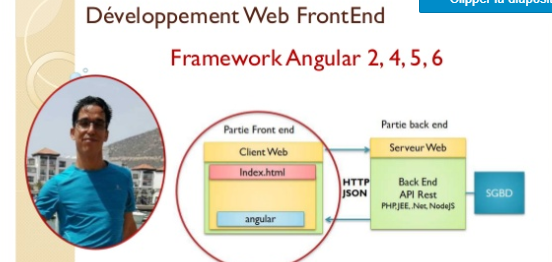 Clipper la diaposit
Développement Web FrontEnd
Framework Angular 2, 4, 5, 6
Partie Front end
Partie back end
Client Web
Serveur Web
Index.html
HTTP
JSON
Back End
API Rest
PHP,JEE, .Net, NodeJS
SGBD
angular